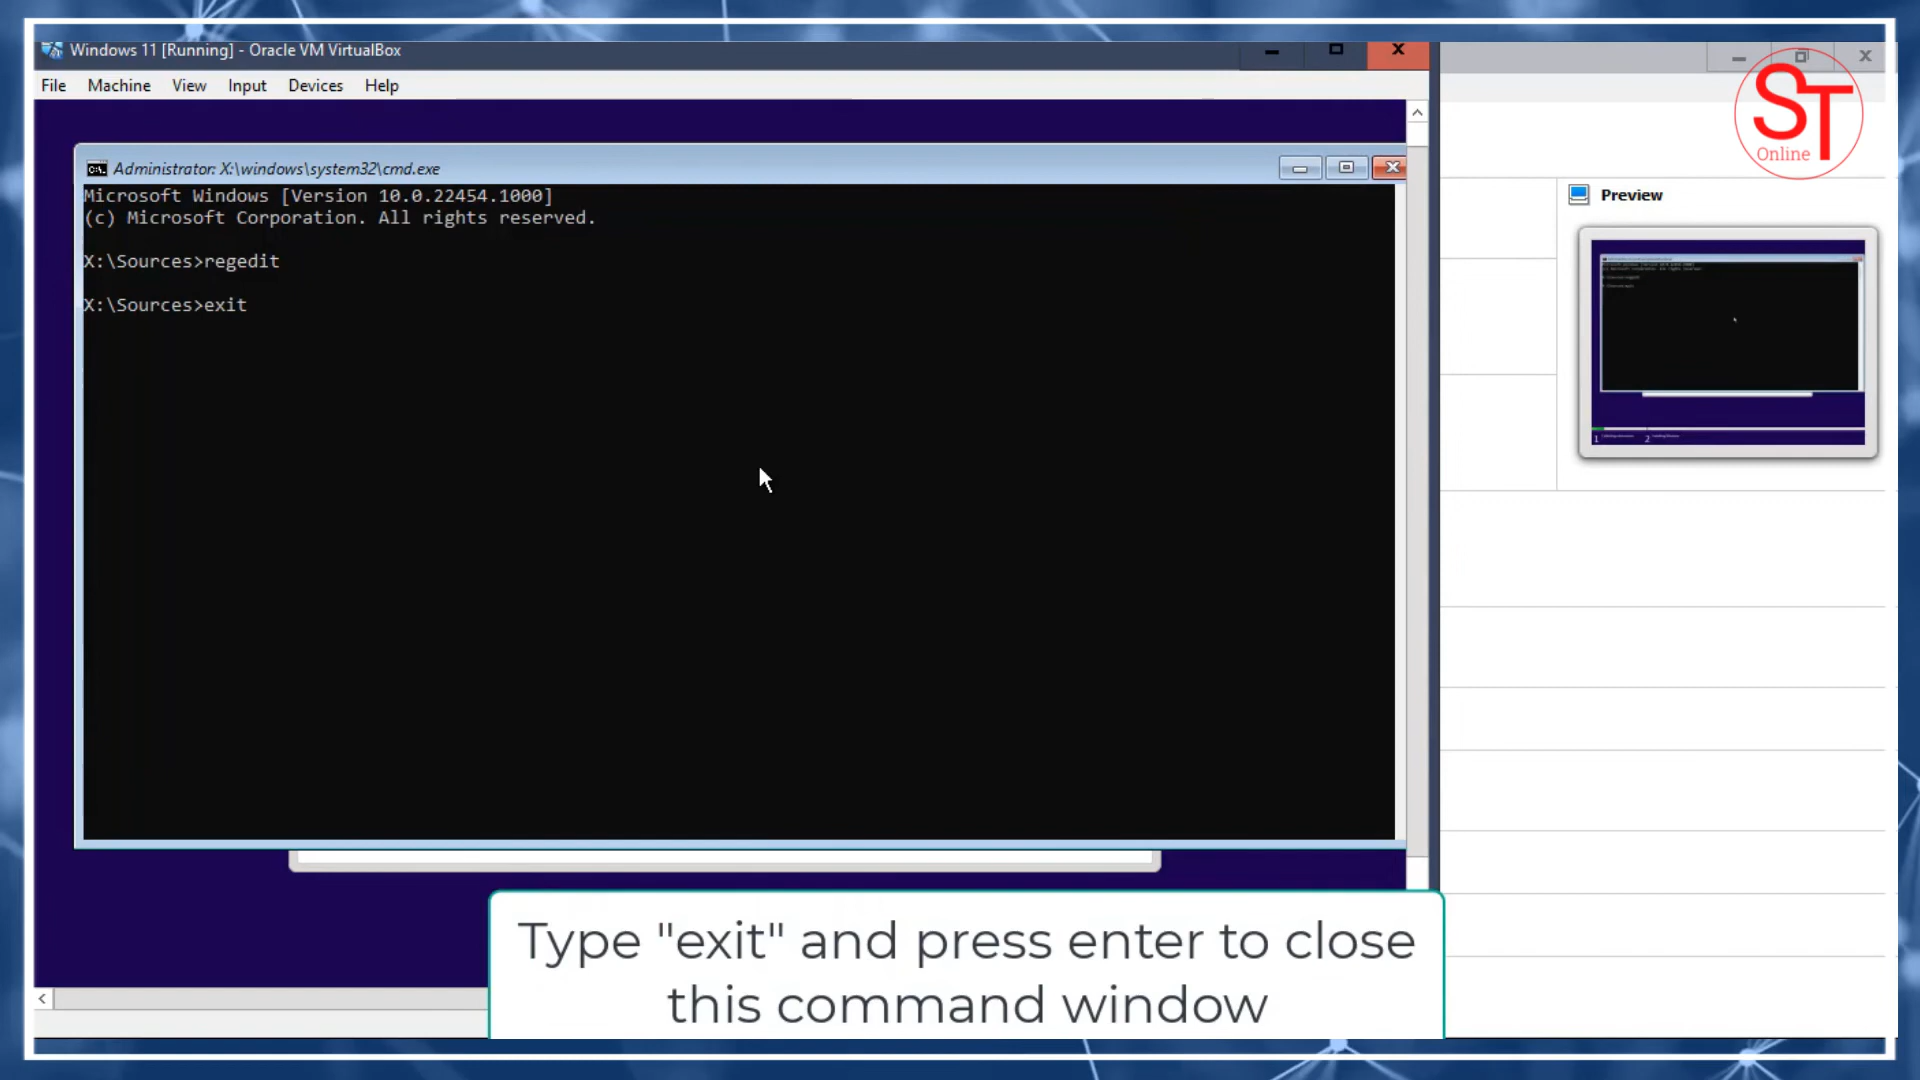 Windows 11 [Running] - Oracle VM VirtualBox
File Machine View Input Devices Help
ST
Online
Administrator: X:\windows\system32\cmd.exe
Microsoft Windows [Version 10.0.22454.1000]
(c) Microsoft Corporation. All rights reserved.
X:\Sources>regedit
X:\Sources>exit
Preview
1
2
Type "exit" and press enter to close
this command window